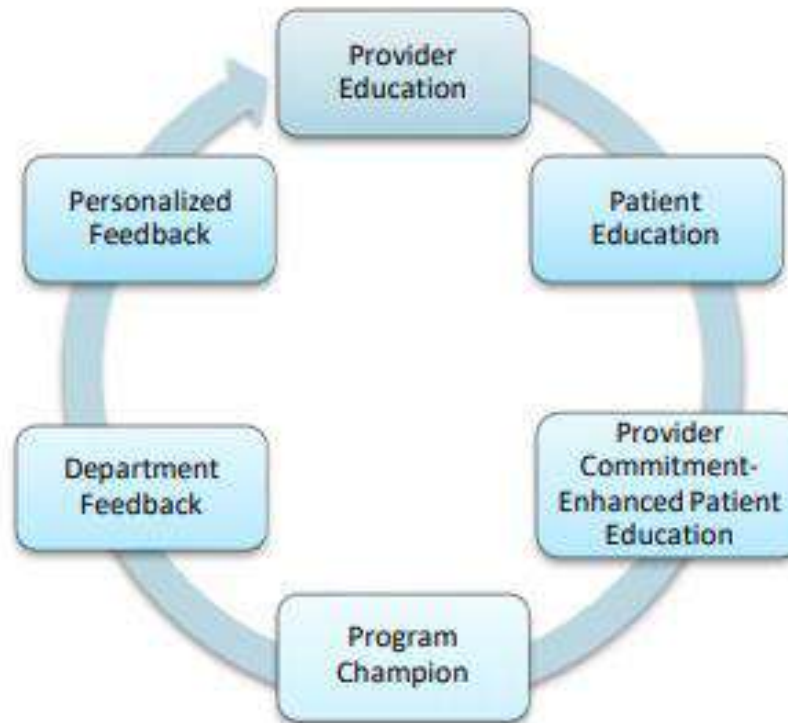 Provider
Education
Patient
Education
Provider
Commitment-
Enhanced Patient
Education
Program
Champion
Department
Feedback
Personalized
Feedback